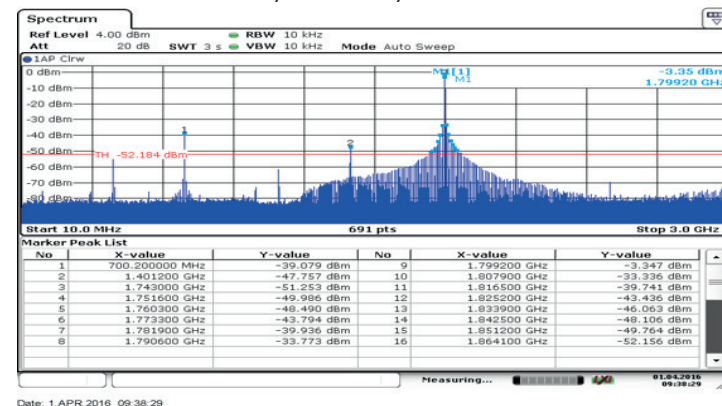 Spectrum
Ref Level 4.00 dBm RBW 10 kHz
Att 20 dB SWT 3 s VBW 10 kHz Mode Auto Sweep
1AP Clrw
0 dBm M1[1] -3.35 dBm
M1 1.79920 GHz
-10 dBm
-20 dBm
-30 dBm
-40 dBm 1
-50 dBm 2
TH -52.184 dBm
-60 dBm
-70 dBm
-80 dBm
Start 10.0 MHz 691 pts Stop 3.0 GHz
Marker Peak List
No X-value Y-value No X-value Y-value
1 700.200000 MHz -39.079 dBm 9 1.799200 GHz -3.347 dBm
2 1.401200 GHz -47.757 dBm 10 1.807900 GHz -33.336 dBm
3 1.743000 GHz -51.253 dBm 11 1.816500 GHz -39.741 dBm
4 1.751600 GHz -49.986 dBm 12 1.825200 GHz -43.436 dBm
5 1.760300 GHz -48.490 dBm 13 1.833900 GHz -46.063 dBm
6 1.773300 GHz -43.794 dBm 14 1.842500 GHz -48.106 dBm
7 1.781900 GHz -39.936 dBm 15 1.851200 GHz -49.764 dBm
8 1.790600 GHz -33.773 dBm 16 1.864100 GHz -52.156 dBm
Measuring... LXI 01.04.2016
09:38:29
Date: 1.APR.2016 09:38:29